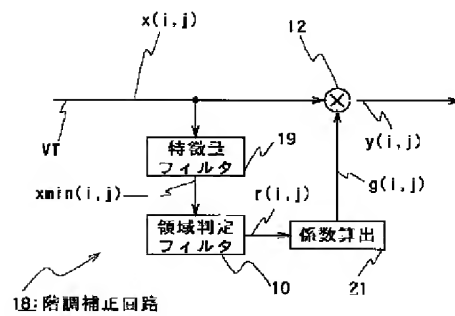 x(i,j)
12
VT
y(i,j)
特徴量
フィルタ
19
xmin(i,j)
g(i,j)
領域判定
フィルタ
r(i,j)
係数算出
10
21
18:階調補正回路